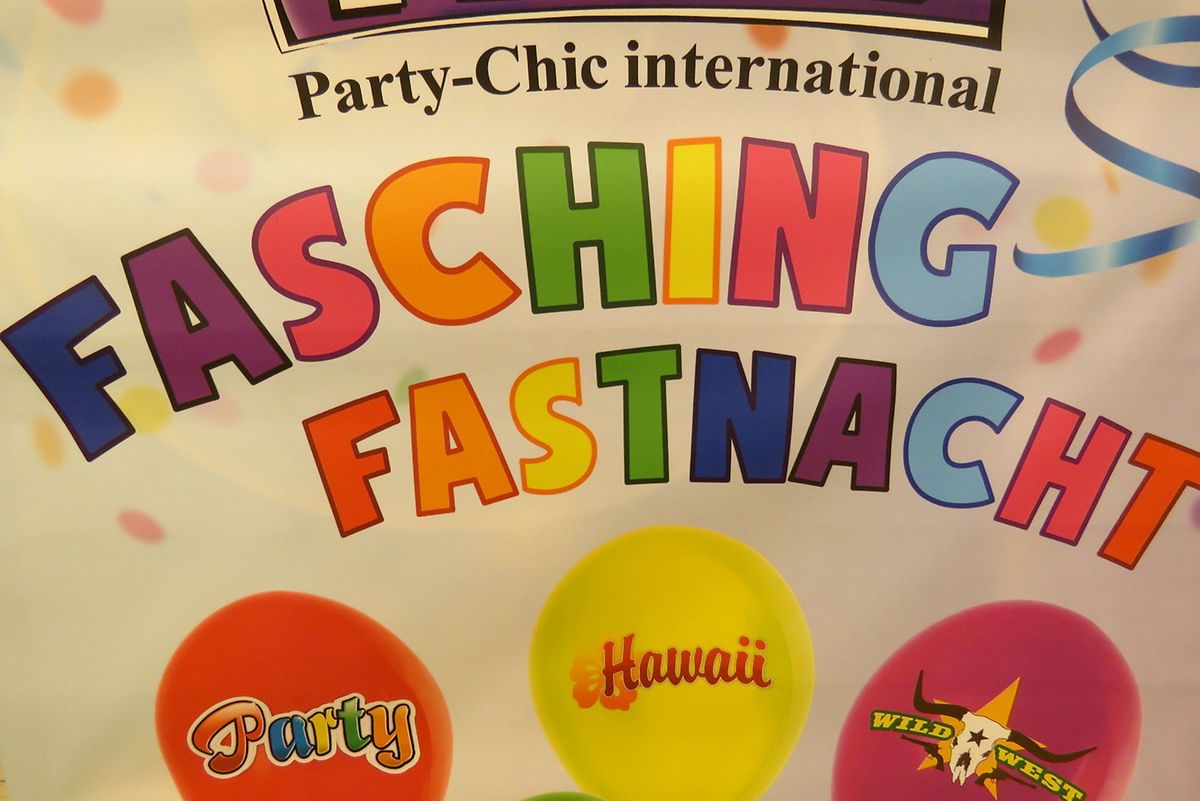 Party-Chic international
FASCHING
FASTNACHT
Hawaii
Party
WILD WEST